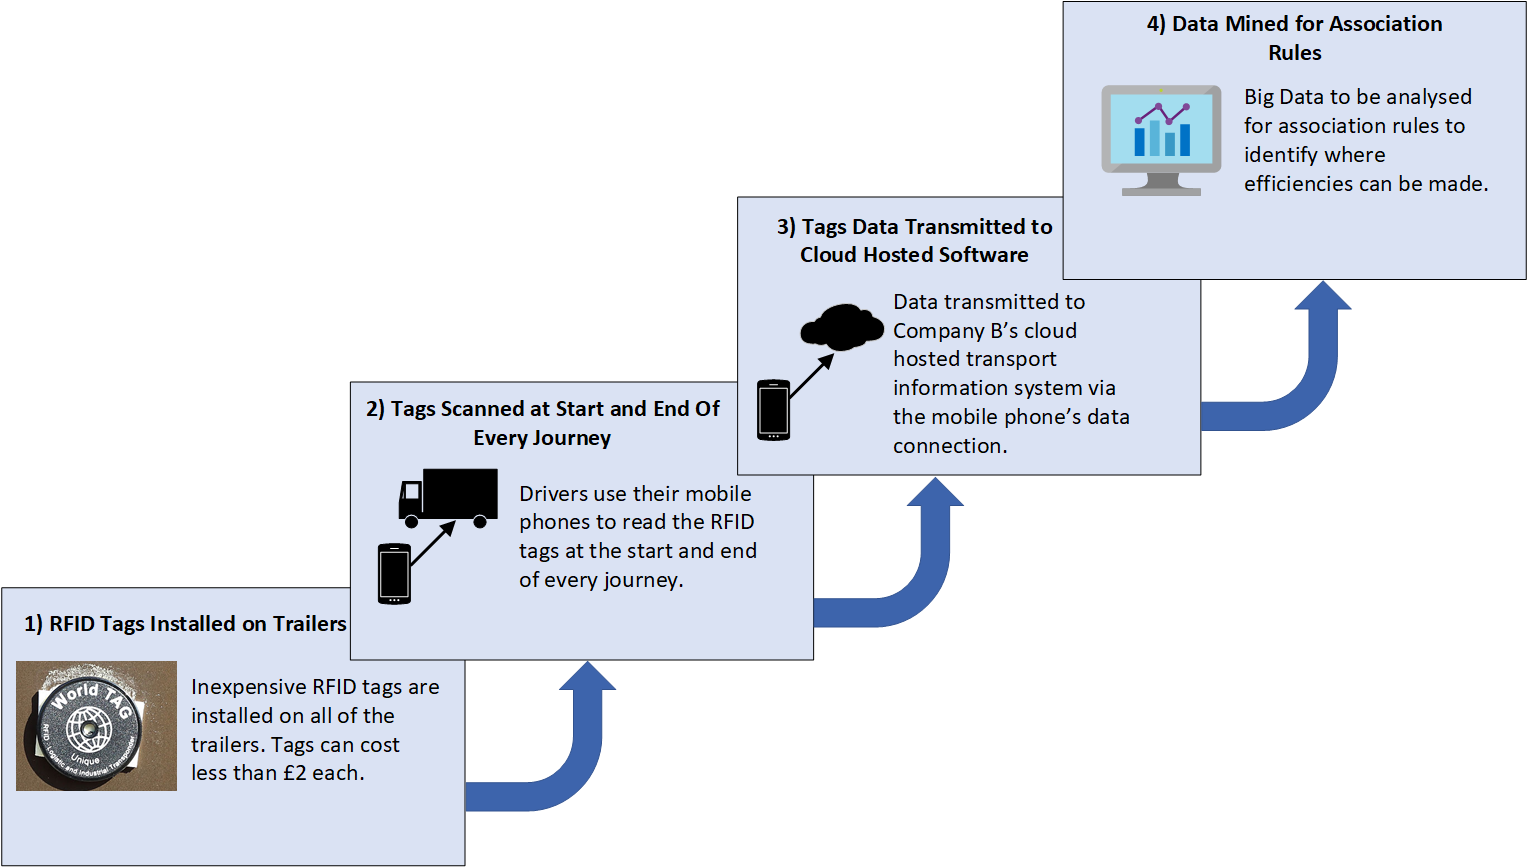 1) RFID Tags Installed on Trailers
World TAG
Unique
RFID - Logistic and Industrial Transponder
Inexpensive RFID tags are
installed on all of the
trailers. Tags can cost
less than £2 each.
2) Tags Scanned at Start and End Of
Every Journey
Drivers use their mobile
phones to read the RFID
tags at the start and end
of every journey.
3) Tags Data Transmitted to
Cloud Hosted Software
Data transmitted to
Company B’s cloud
hosted transport
information system via
the mobile phone’s data
connection.
4) Data Mined for Association
Rules
Big Data to be analysed
for association rules to
identify where
efficiencies can be made.